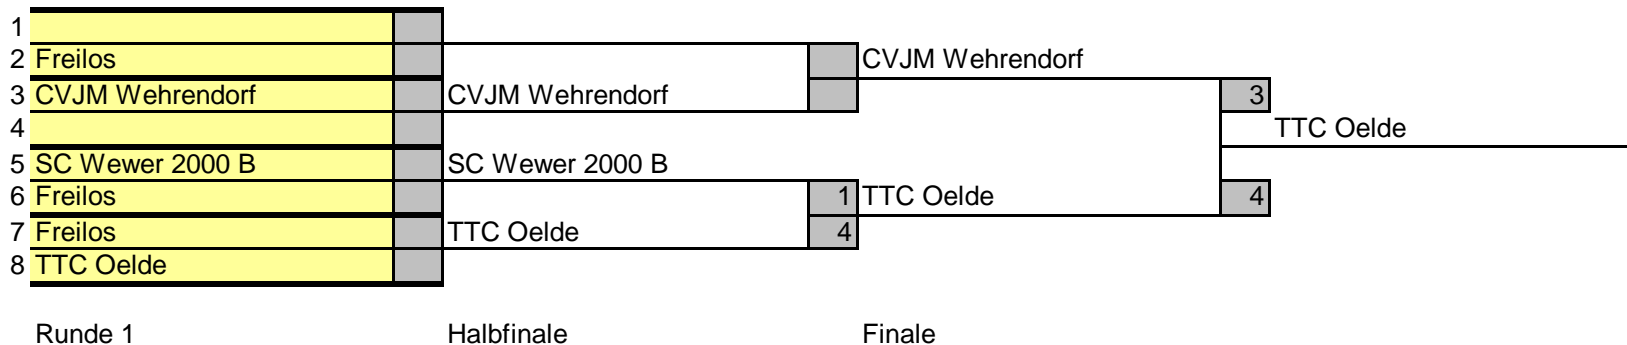 1
2 Freilos CVJM Wehrendorf
3 CVJM Wehrendorf CVJM Wehrendorf 3
4 TTC Oelde
5 SC Wewer 2000 B SC Wewer 2000 B
6 Freilos 1 TTC Oelde 4
7 Freilos TTC Oelde 4
8 TTC Oelde
Runde 1 Halbfinale Finale